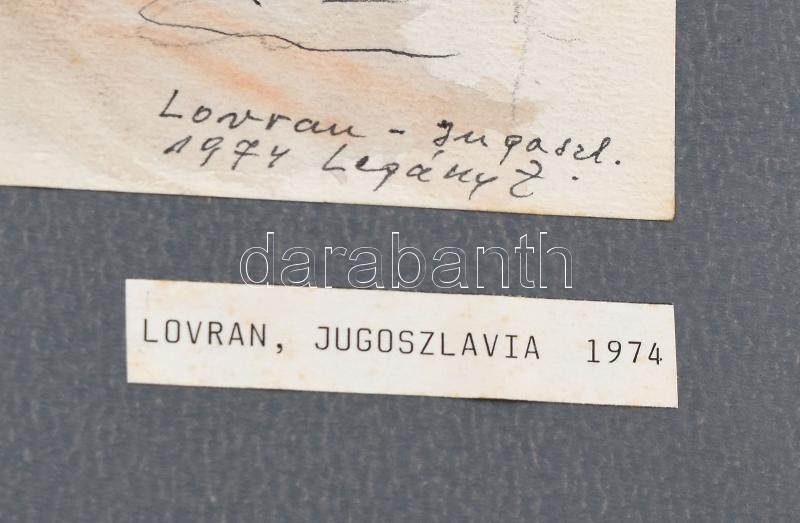 Lovran - Jugoszl.
1974 Legány Z.
darabanth
LOVRAN, JUGOSZLAVIA 1974